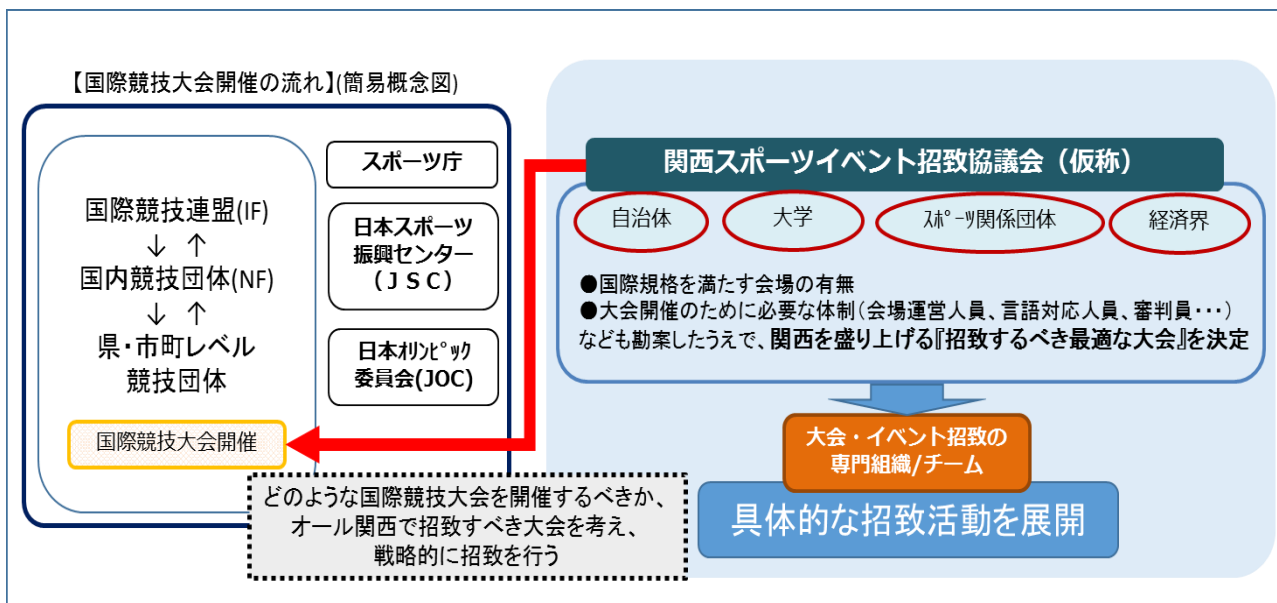 【国際競技大会開催の流れ】(簡易概念図)
国際競技連盟(IF)
↓ ↑
国内競技団体(NF)
↓ ↑
県・市町レベル
競技団体
国際競技大会開催
スポーツ庁
日本スポーツ
振興センター
(ＪＳＣ)
日本ｵﾘﾝﾋﾟｯｸ
委員会(JOC)
どのような国際競技大会を開催するべきか、
オール関西で招致すべき大会を考え、
戦略的に招致を行う
関西スポーツイベント招致協議会（仮称）
自治体
大学
ｽﾎﾟｰﾂ関係団体
経済界
●国際規格を満たす会場の有無
●大会開催のために必要な体制(会場運営人員、言語対応人員、審判員･･･)
なども勘案したうえで、関西を盛り上げる『招致するべき最適な大会』を決定
大会・イベント招致の
専門組織/チーム
具体的な招致活動を展開